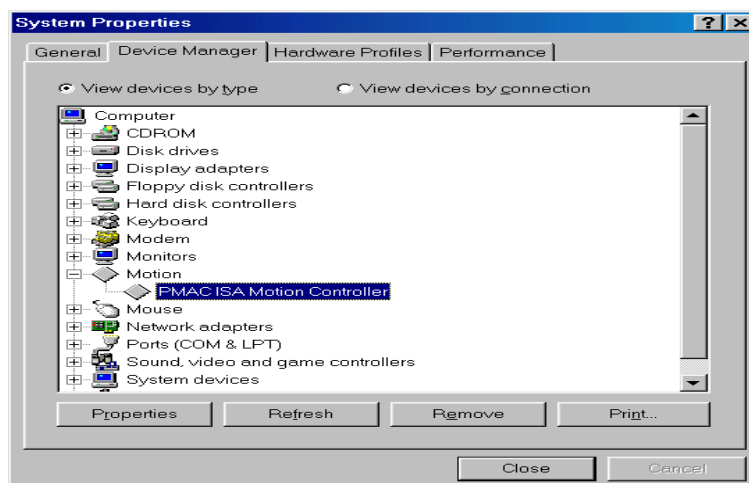 System Properties
General Device Manager Hardware Profiles Performance
View devices by type View devices by connection
Computer
CDROM
Disk drives
Display adapters
Floppy disk controllers
Hard disk controllers
Keyboard
Modem
Monitors
Motion
PMAC ISA Motion Controller
Mouse
Network adapters
Ports (COM & LPT)
Sound, video and game controllers
System devices
Properties Refresh Remove Print...
Close Cancel